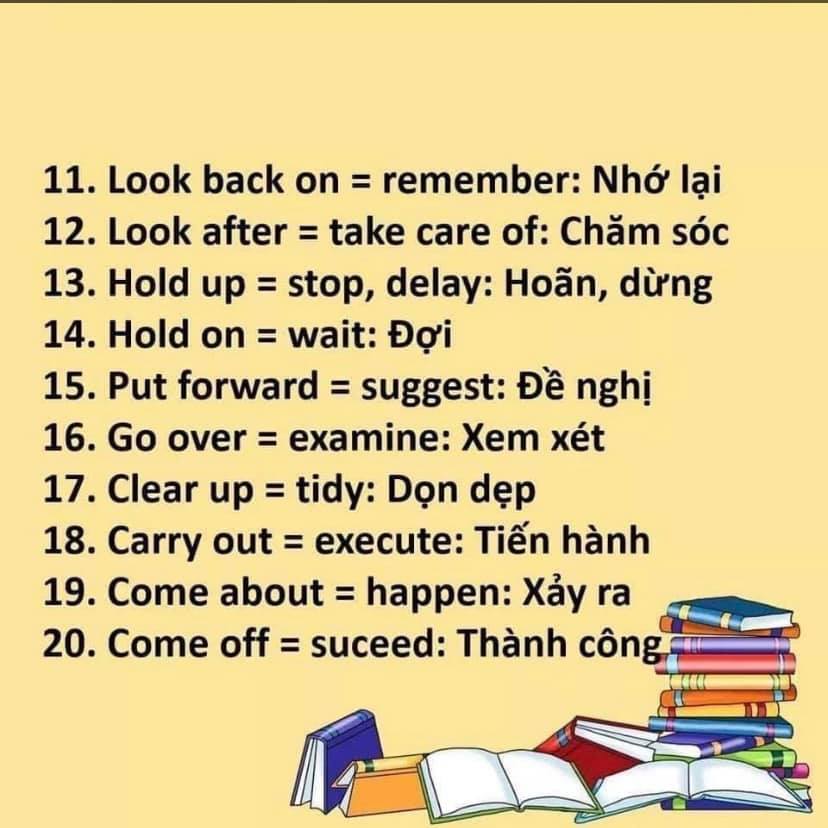 11. Look back on = remember: Nhớ lại
12. Look after = take care of: Chăm sóc
13. Hold up = stop, delay: Hoãn, dừng
14. Hold on = wait: Đợi
15. Put forward = suggest: Đề nghị
16. Go over = examine: Xem xét
17. Clear up = tidy: Dọn dẹp
18. Carry out = execute: Tiến hành
19. Come about = happen: Xảy ra
20. Come off = suceed: Thành công